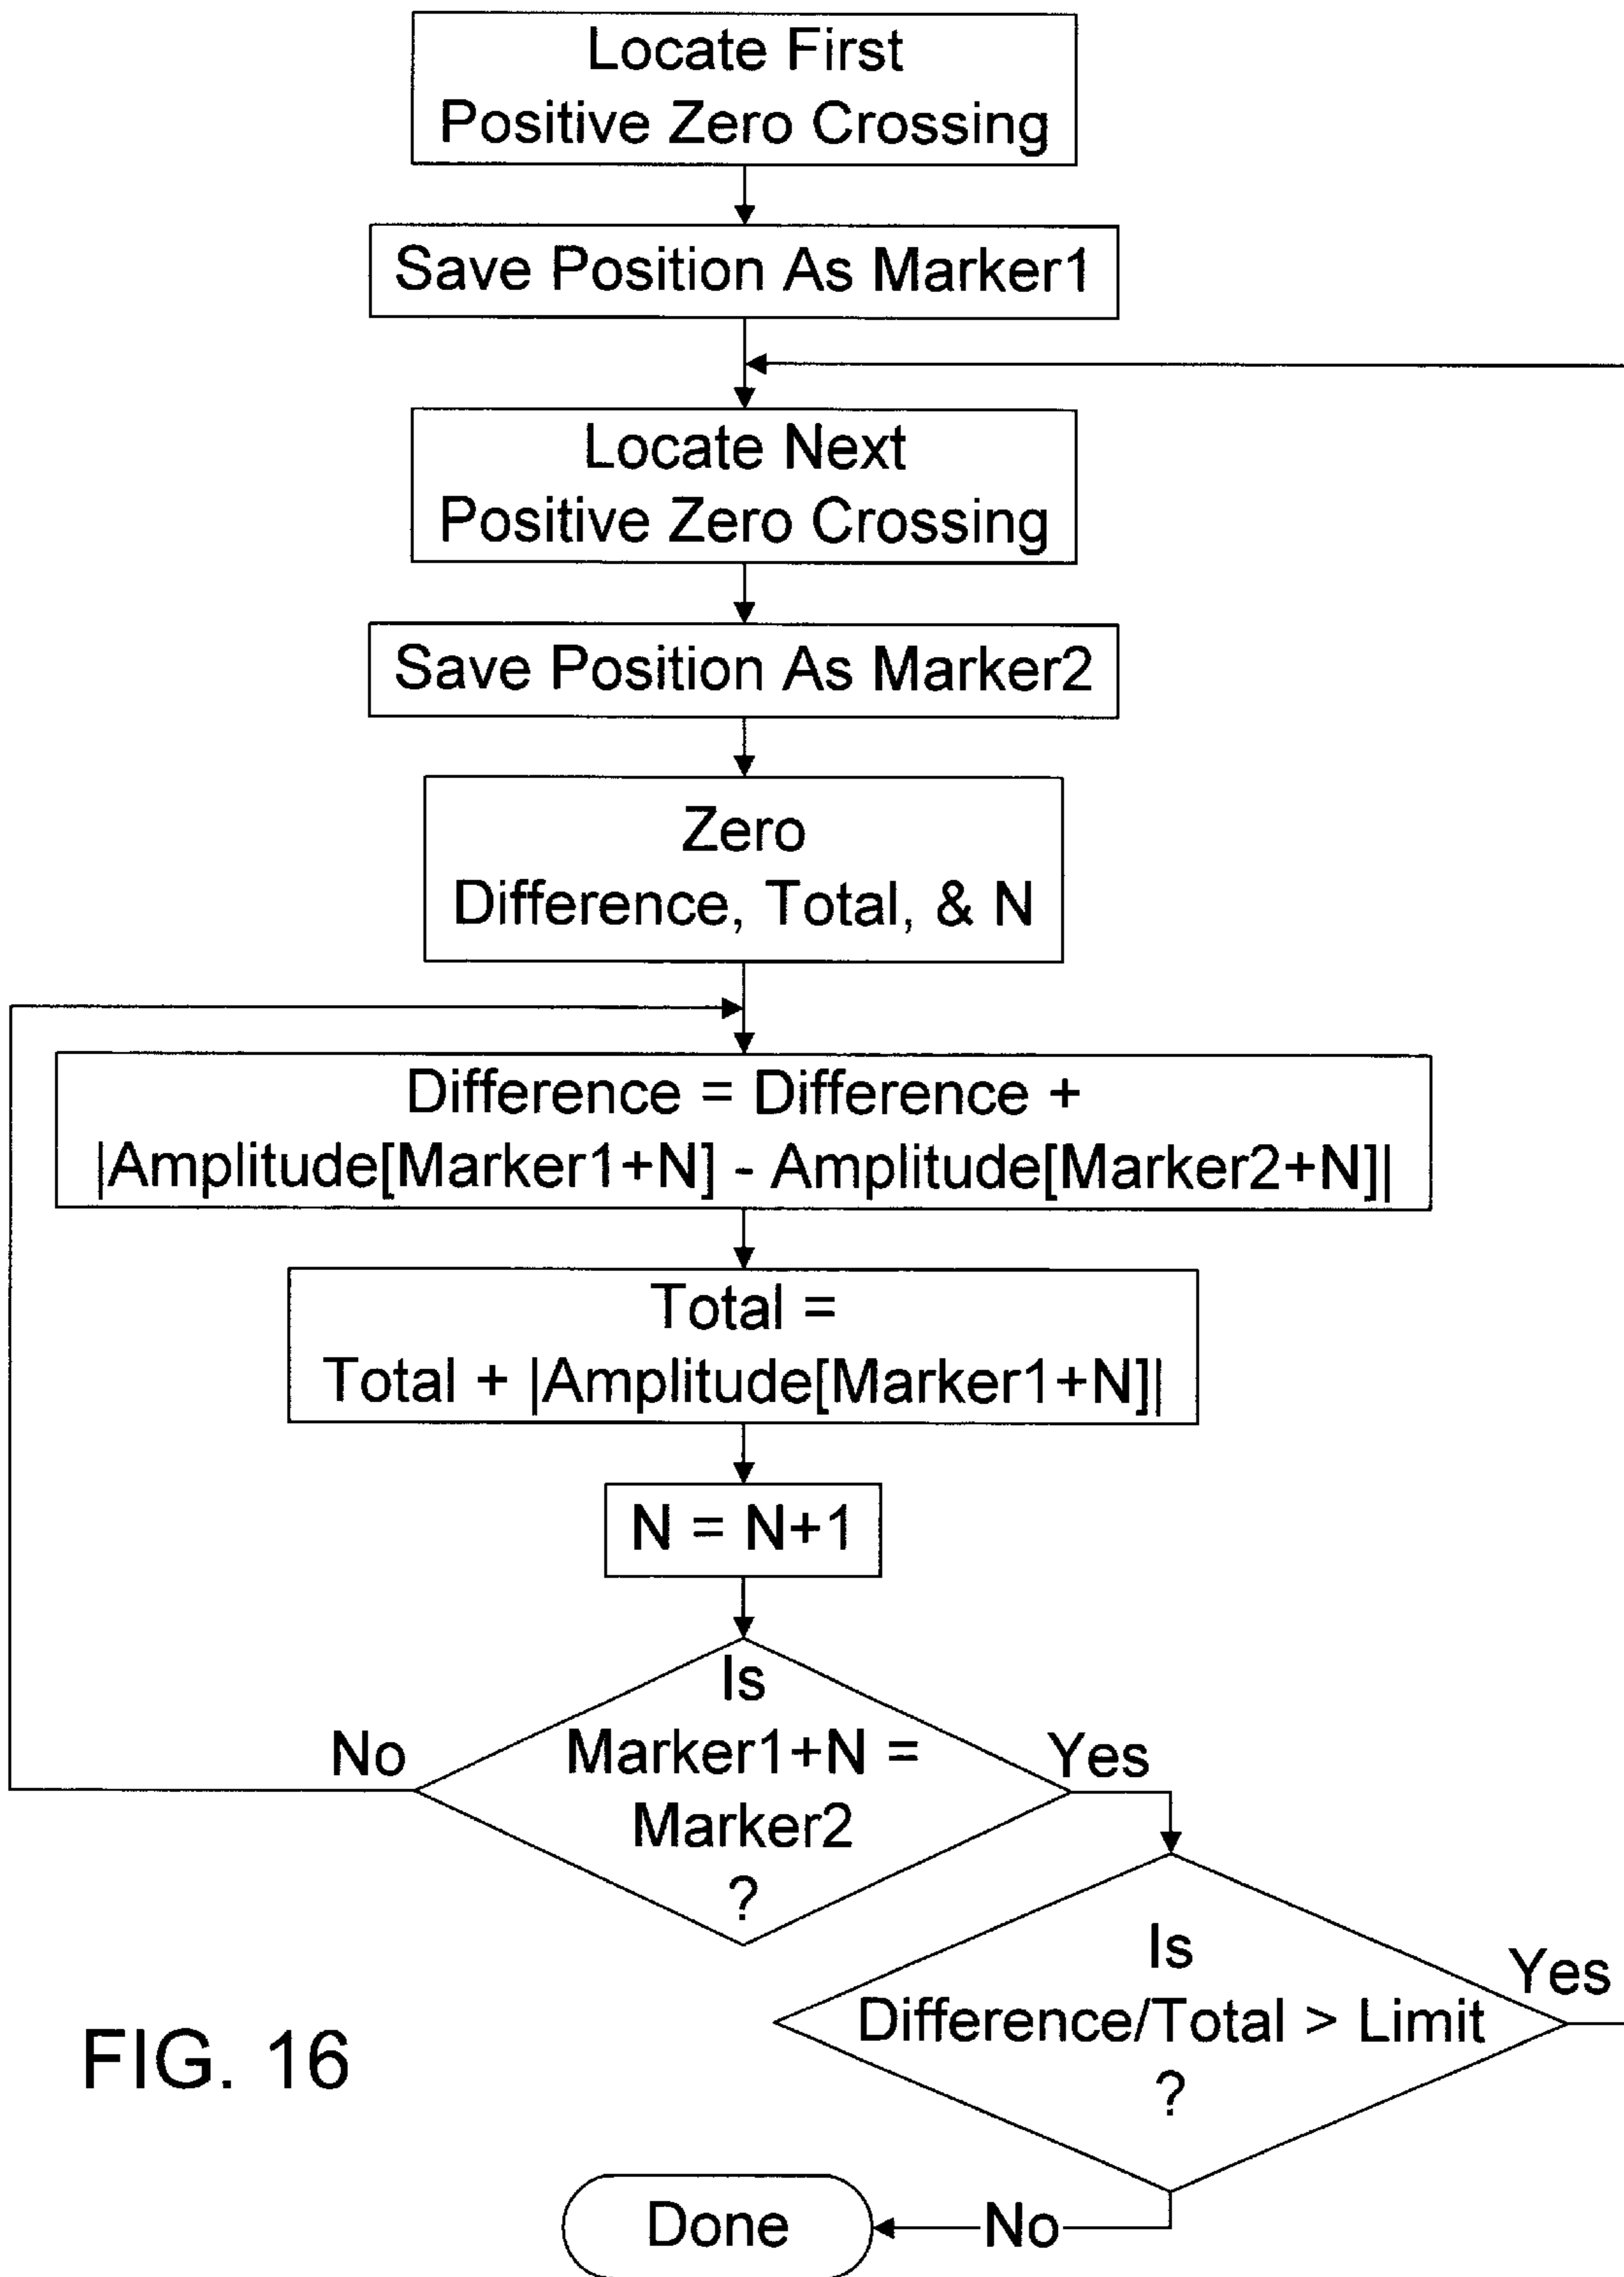 Locate First
Positive Zero Crossing
Save Position As Marker1
Locate Next
Positive Zero Crossing
Save Position As Marker2
Zero
Difference, Total, & N
Difference = Difference +
|Amplitude[Marker1+N] - Amplitude[Marker2+N]|
Total =
Total + |Amplitude[Marker1+N]|
N = N+1
Is
Marker1+N =
Marker2
?
No
Yes
Is
Difference/Total > Limit
?
Yes
No
Done
FIG. 16